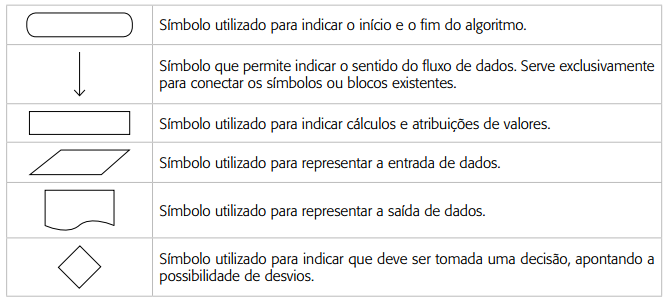 Símbolo utilizado para indicar o início e o fim do algoritmo.
Símbolo que permite indicar o sentido do fluxo de dados. Serve exclusivamente
para conectar os símbolos ou blocos existentes.
Símbolo utilizado para indicar cálculos e atribuições de valores.
Símbolo utilizado para representar a entrada de dados.
Símbolo utilizado para representar a saída de dados.
Símbolo utilizado para indicar que deve ser tomada uma decisão, apontando a
possibilidade de desvios.